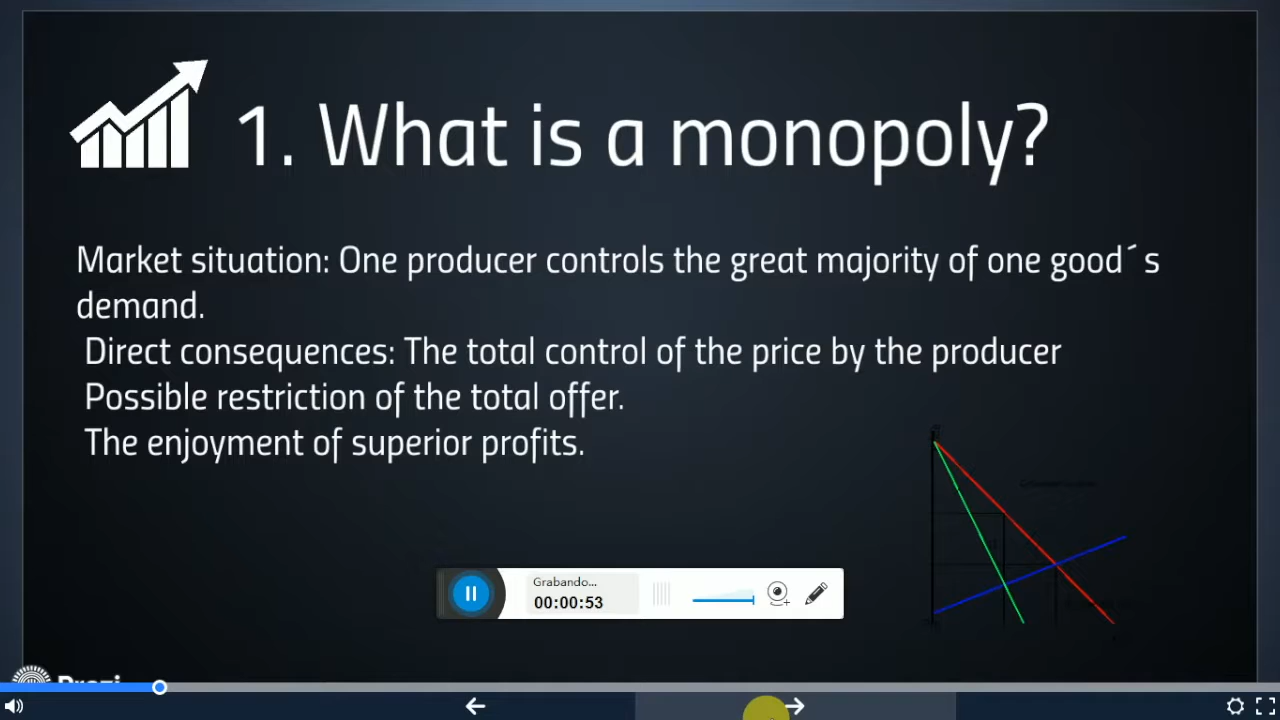 1. What is a monopoly?
Market situation: One producer controls the great majority of one good´s
demand.
Direct consequences: The total control of the price by the producer
Possible restriction of the total offer.
The enjoyment of superior profits.
Grabando...
00:00:53
Prezi